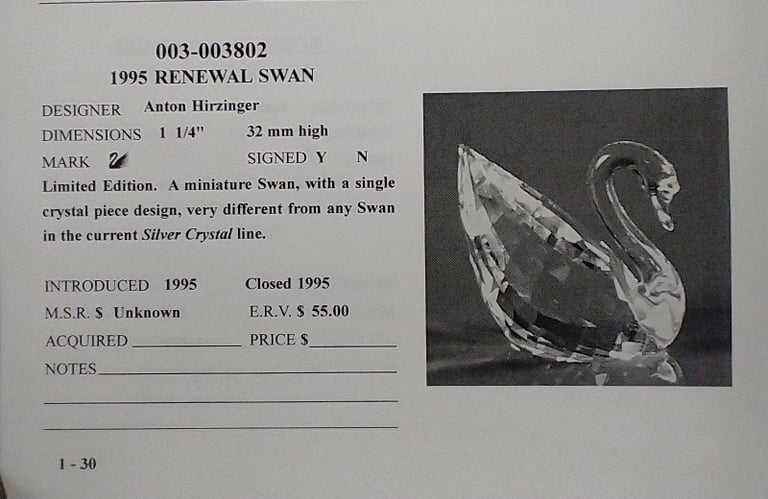 003-003802
1995 RENEWAL SWAN
DESIGNER Anton Hirzinger
DIMENSIONS 1 1/4" 32 mm high
MARK SIGNED Y N
Limited Edition. A miniature Swan, with a single
crystal piece design, very different from any Swan
in the current Silver Crystal line.
INTRODUCED 1995 Closed 1995
M.S.R. $ Unknown E.R.V. $ 55.00
ACQUIRED PRICE $
NOTES
1 - 30